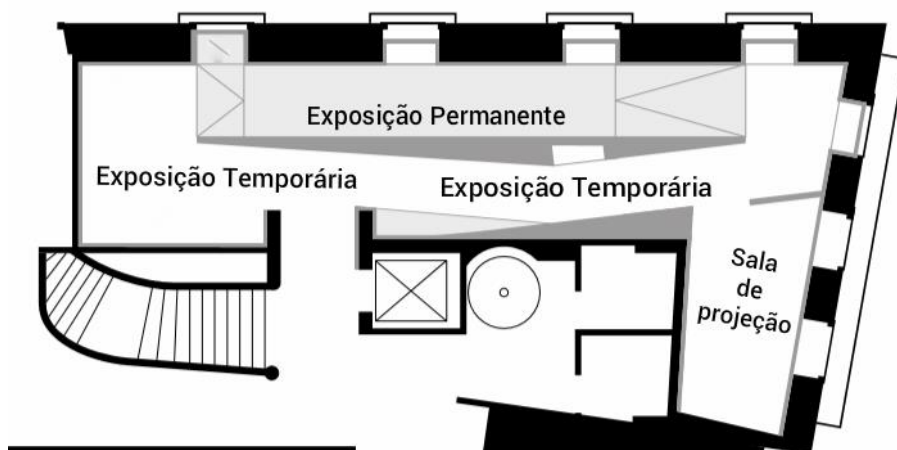 Exposição Permanente
Exposição Temporária
Exposição Temporária
Sala
de
projeção